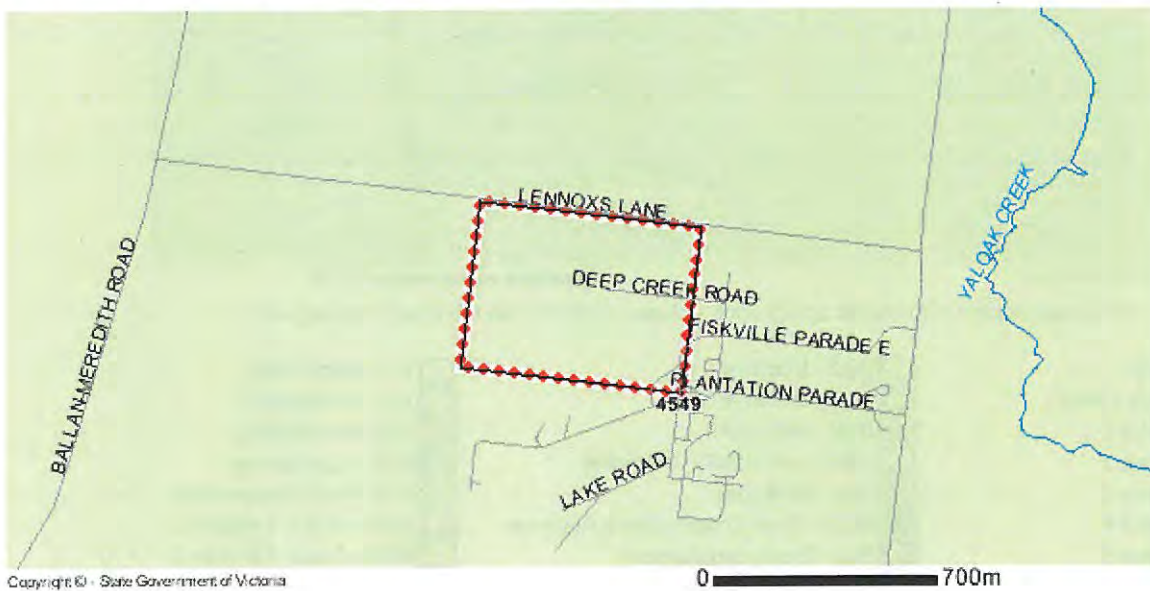 LENNOXS LANE
BALLAN-MEREDITH ROAD
YALOAK CREEK
DEEP CREEK ROAD
FISKVILLE PARADE E
PLANTATION PARADE
4549
LAKE ROAD
Copyright © - State Government of Victoria
0 700m